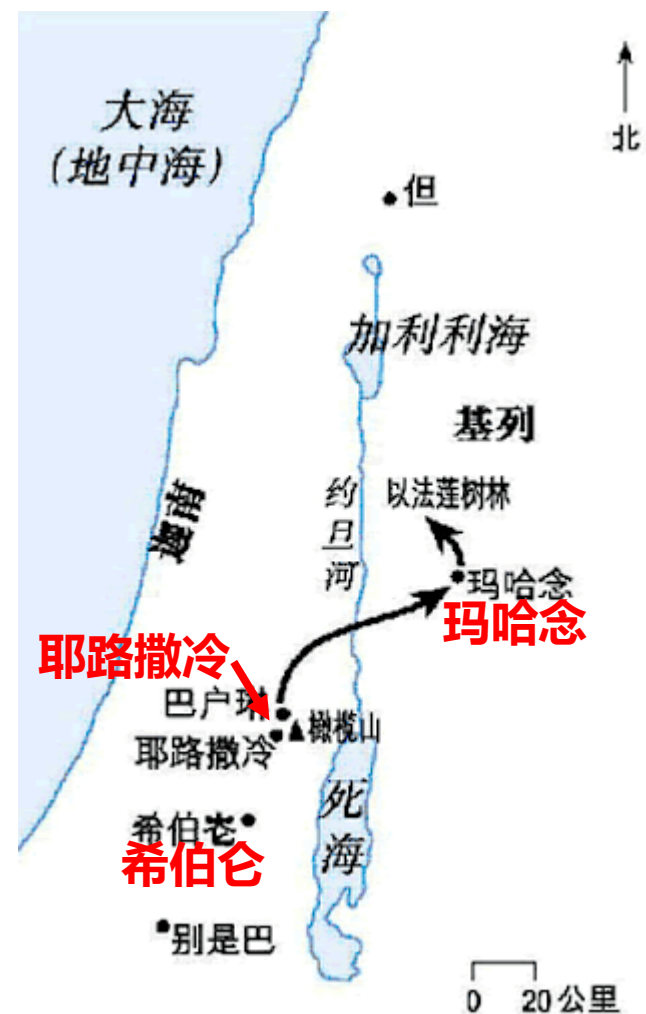 大海
(地中海)
北
但
加利利海
基列
约旦河
以法莲树林
迦南
玛哈念
玛哈念
耶路撒冷
巴户琳
橄榄山
耶路撒冷
希伯仑
希伯仑
死海
别是巴
0 20公里